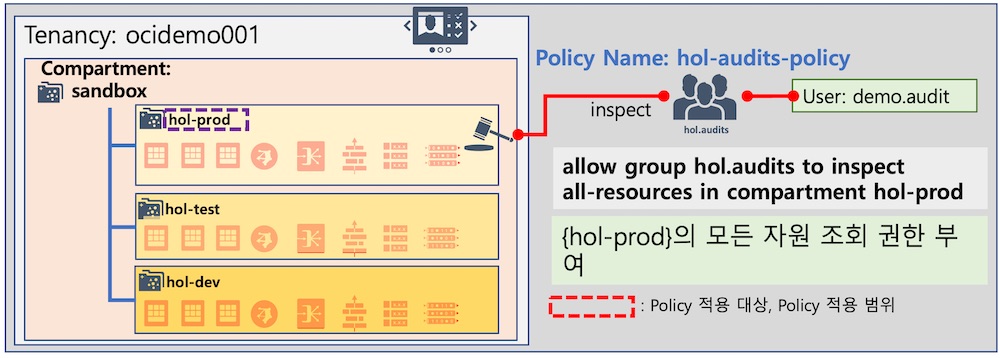 Tenancy: ocidemo001
Compartment:
sandbox
hol-prod
hol-test
hol-dev
Policy Name: hol-audits-policy
inspect
hol.audits
User: demo.audit
allow group hol.audits to inspect
all-resources in compartment hol-prod
{hol-prod}의 모든 자원 조회 권한 부
여
: Policy 적용 대상, Policy 적용 범위